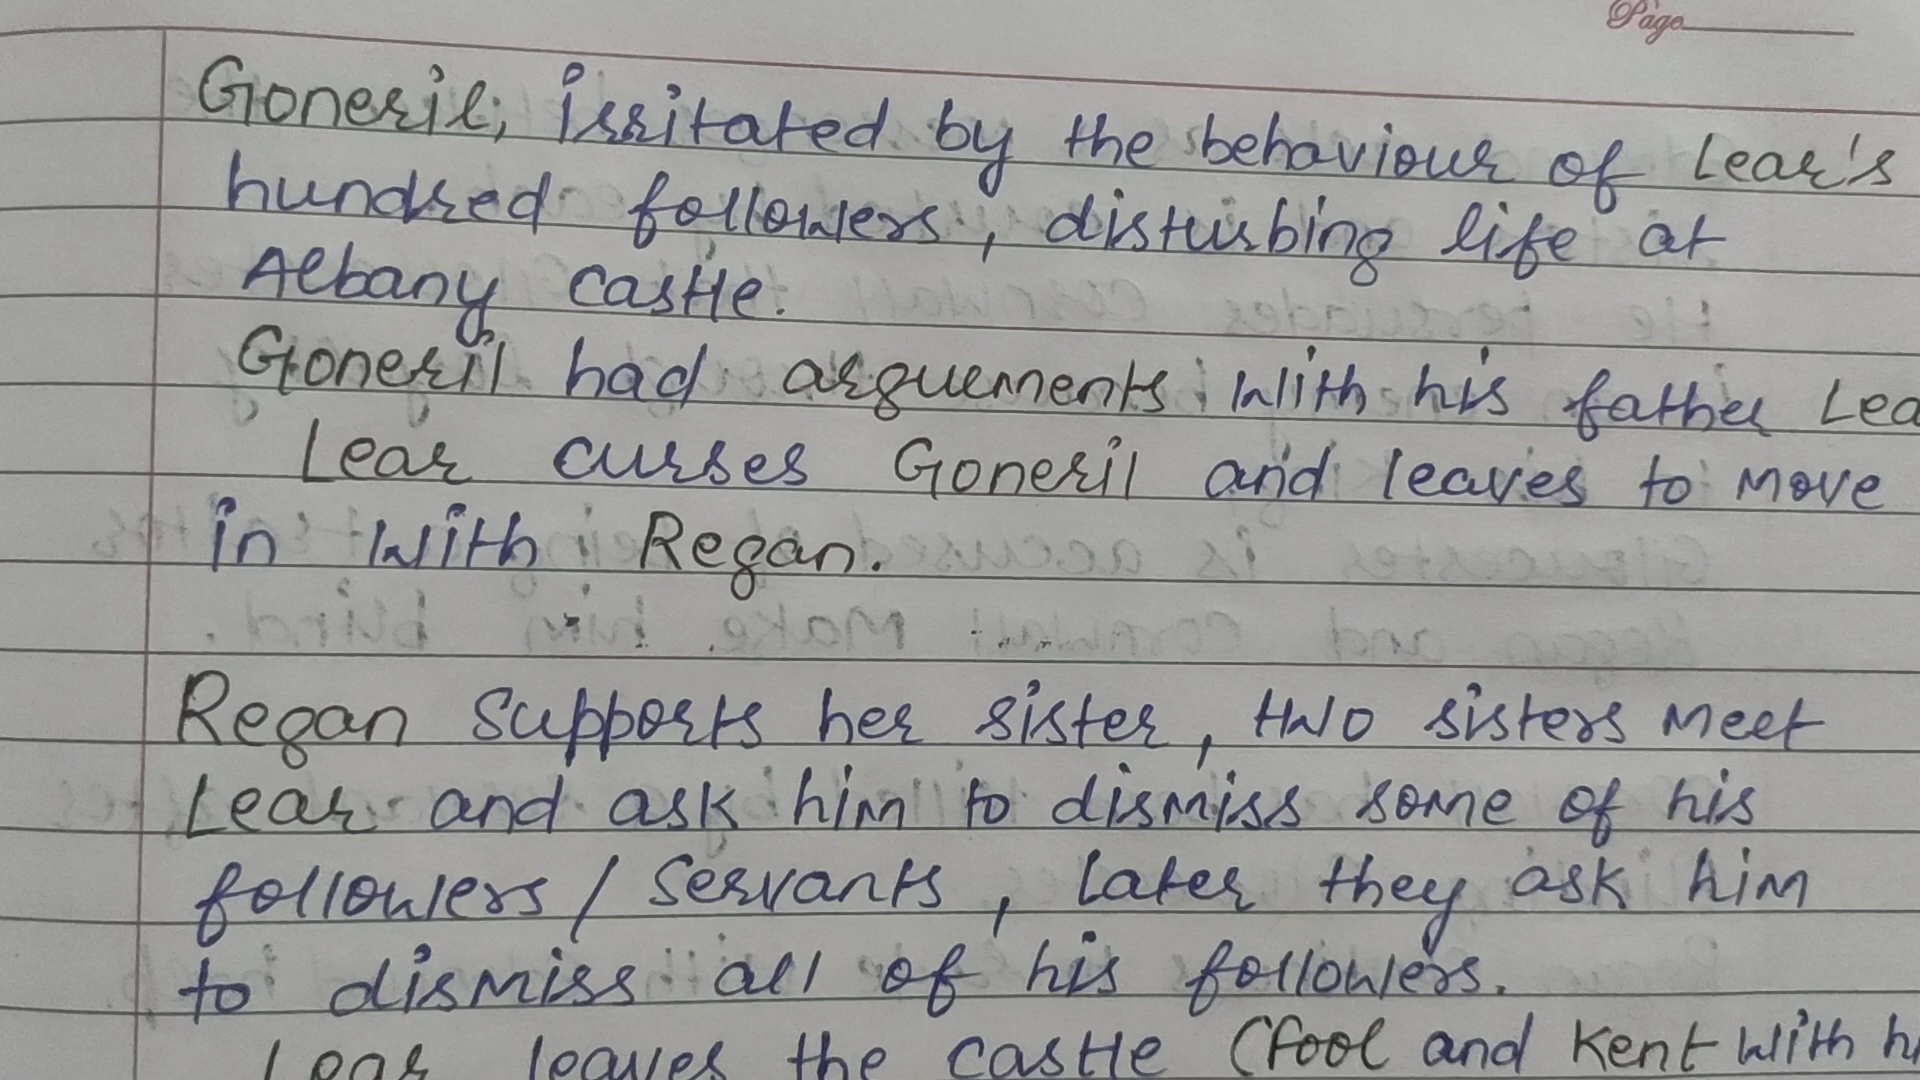 Page
Goneril, irritated by the behaviour of Lear's
hundred followers, distusbing life at
Albany castle.
Goneril had arguements with his father Lea
Lear curses Goneril and leaves to move
in with Regan.
Regan supports her sister, two sisters meet
Lear and ask him to dismiss some of his
followers / servants, later they ask him
to dismiss all of his followers.
Lear leaves the castle (Fool and Kent with h